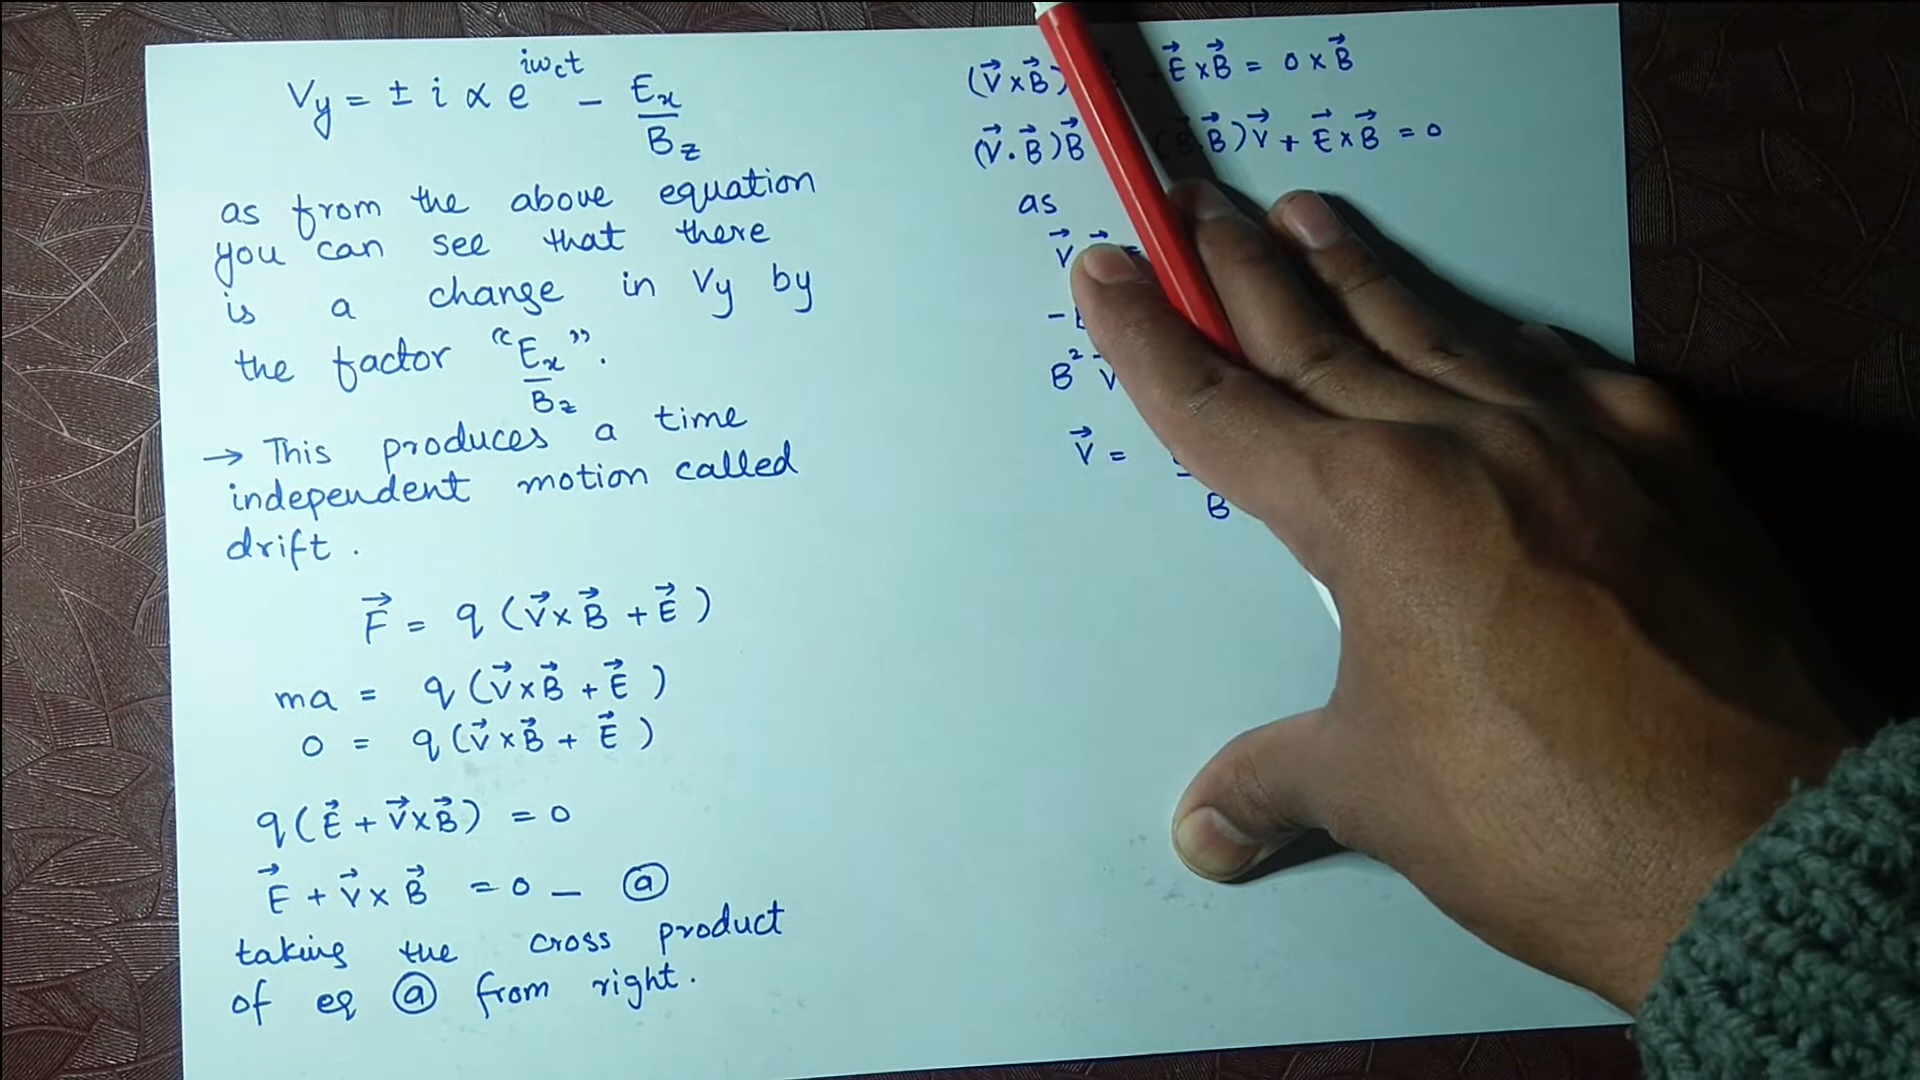 Vy = ± i α e^{iωct} − Ex/Bz
as from the above equation
you can see that there
is a change in Vy by
the factor “Ex/Bz”.
→ This produces a time
independent motion called
drift.
F⃗ = q (V⃗ × B⃗ + E⃗)
ma = q (V⃗ × B⃗ + E⃗)
0 = q (V⃗ × B⃗ + E⃗)
q (E⃗ + V⃗ × B⃗) = 0
E⃗ + V⃗ × B⃗ = 0 — ⓐ
taking the cross product
of eq ⓐ from right.
(V⃗ × B⃗) E⃗ × B⃗ = 0 × B⃗
(V⃗ . B⃗) B⃗ (B⃗ . B⃗) V⃗ + E⃗ × B⃗ = 0
as
V⃗ =
−
B² V
V⃗ =
B